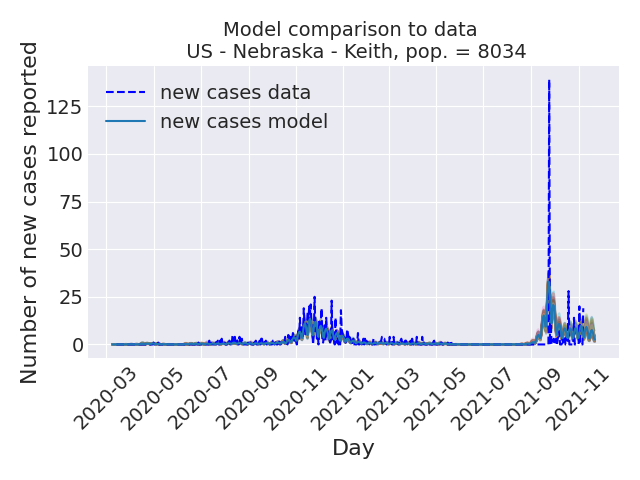 Model comparison to data
US - Nebraska - Keith, pop. = 8034
Number of new cases reported
new cases data
new cases model
125
100
75
50
25
0
2020-03
2020-05
2020-07
2020-09
2020-11
2021-01
2021-03
2021-05
2021-07
2021-09
2021-11
Day